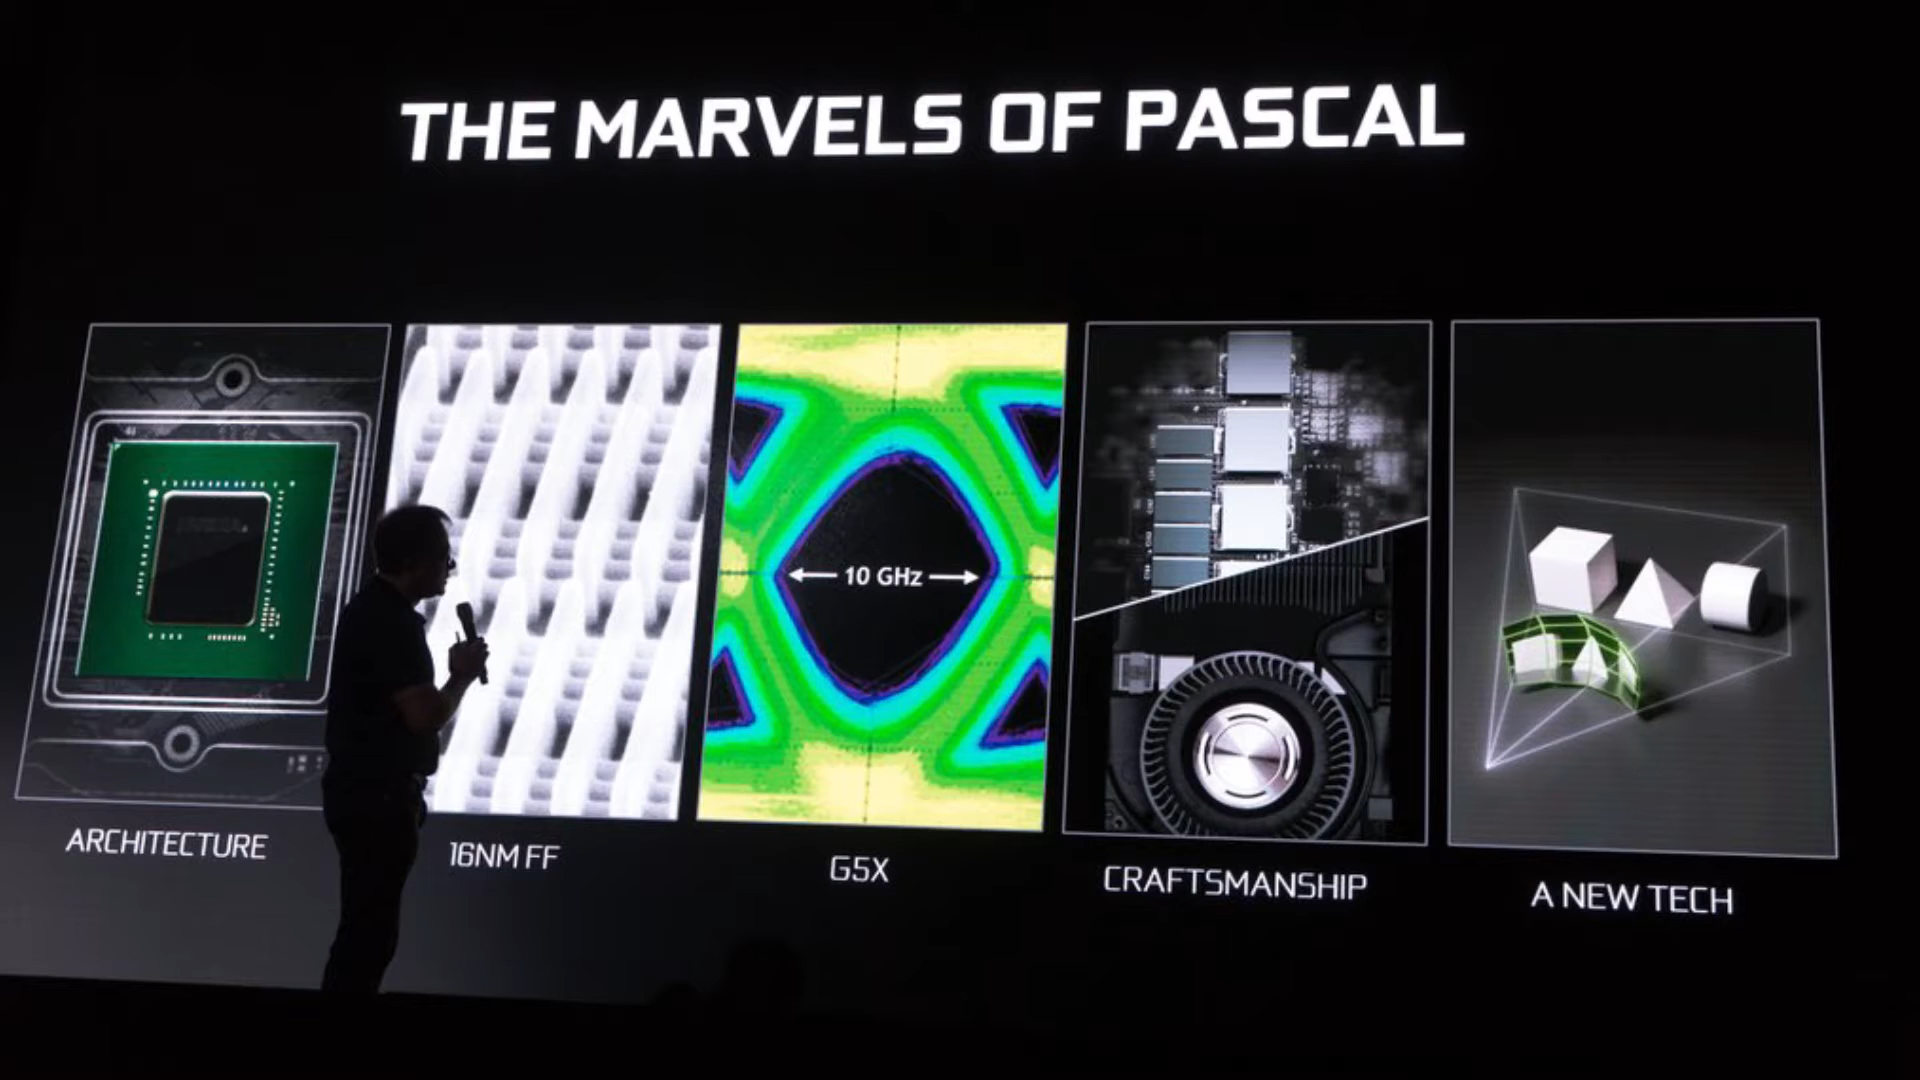 THE MARVELS OF PASCAL
10 GHz
ARCHITECTURE
16NM FF
G5X
CRAFTSMANSHIP
A NEW TECH